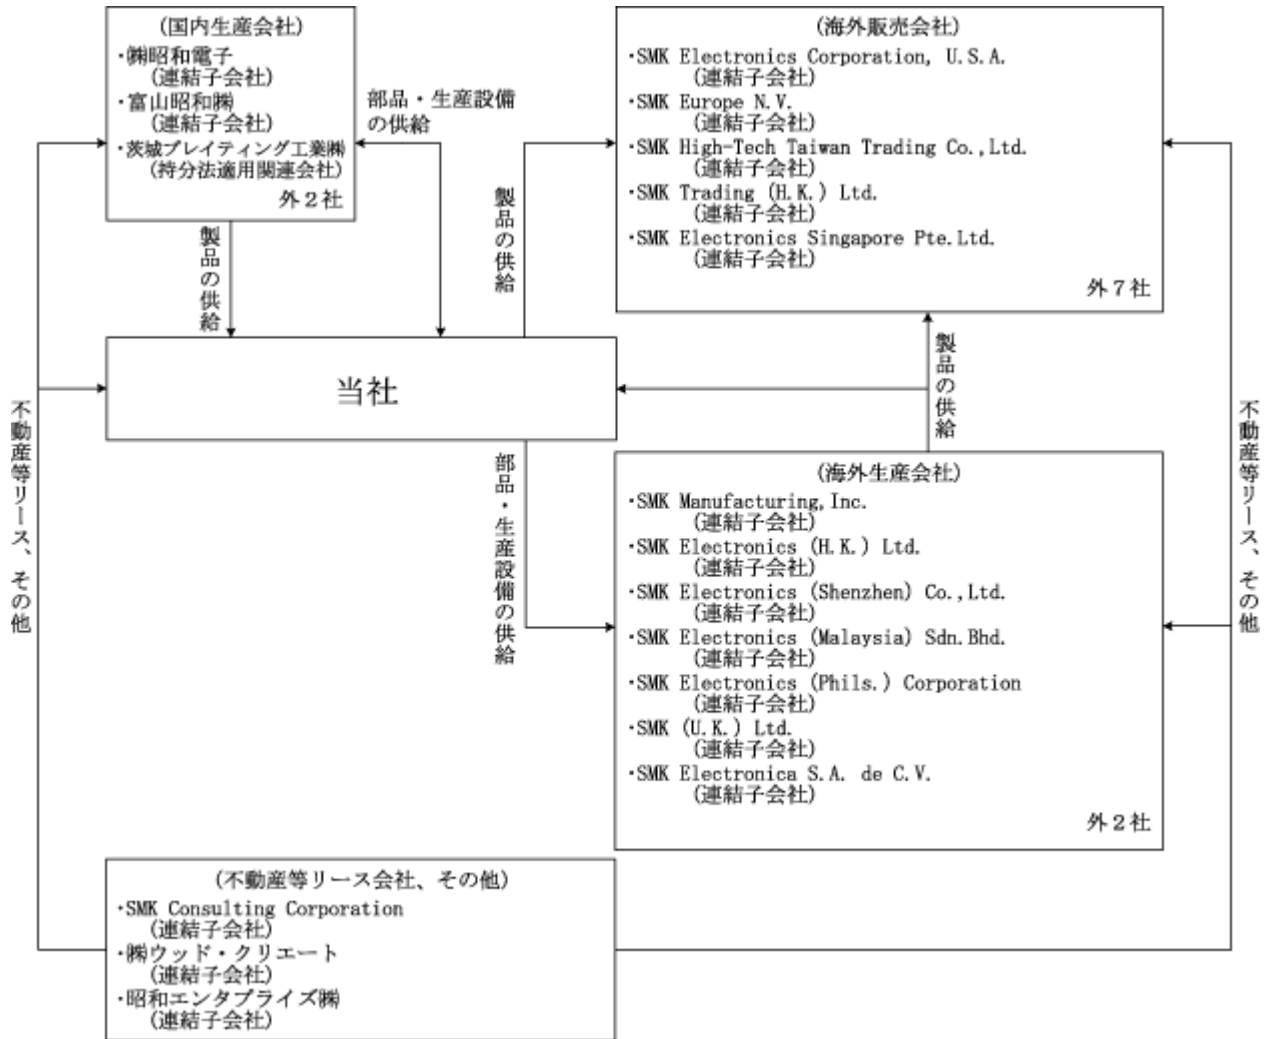 (国内生産会社)
・㈱昭和電子
(連結子会社)
・富山昭和㈱
(連結子会社)
・茨城プレイティング工業㈱
(持分法適用関連会社)
外２社
部品・生産設備
の供給
(海外販売会社)
・SMK Electronics Corporation, U.S.A.
(連結子会社)
・SMK Europe N.V.
(連結子会社)
・SMK High-Tech Taiwan Trading Co.,Ltd.
(連結子会社)
・SMK Trading (H.K.) Ltd.
(連結子会社)
・SMK Electronics Singapore Pte.Ltd.
(連結子会社)
外７社
製品の供給
製品の供給
当社
製品の供給
不動産等リース、その他
部品・生産設備の供給
不動産等リース、その他
(海外生産会社)
・SMK Manufacturing,Inc.
(連結子会社)
・SMK Electronics (H.K.) Ltd.
(連結子会社)
・SMK Electronics (Shenzhen) Co.,Ltd.
(連結子会社)
・SMK Electronics (Malaysia) Sdn.Bhd.
(連結子会社)
・SMK Electronics (Phils.) Corporation
(連結子会社)
・SMK (U.K.) Ltd.
(連結子会社)
・SMK Electronica S.A. de C.V.
(連結子会社)
外２社
(不動産等リース会社、その他)
・SMK Consulting Corporation
(連結子会社)
・㈱ウッド・クリエート
(連結子会社)
・昭和エンタプライズ㈱
(連結子会社)